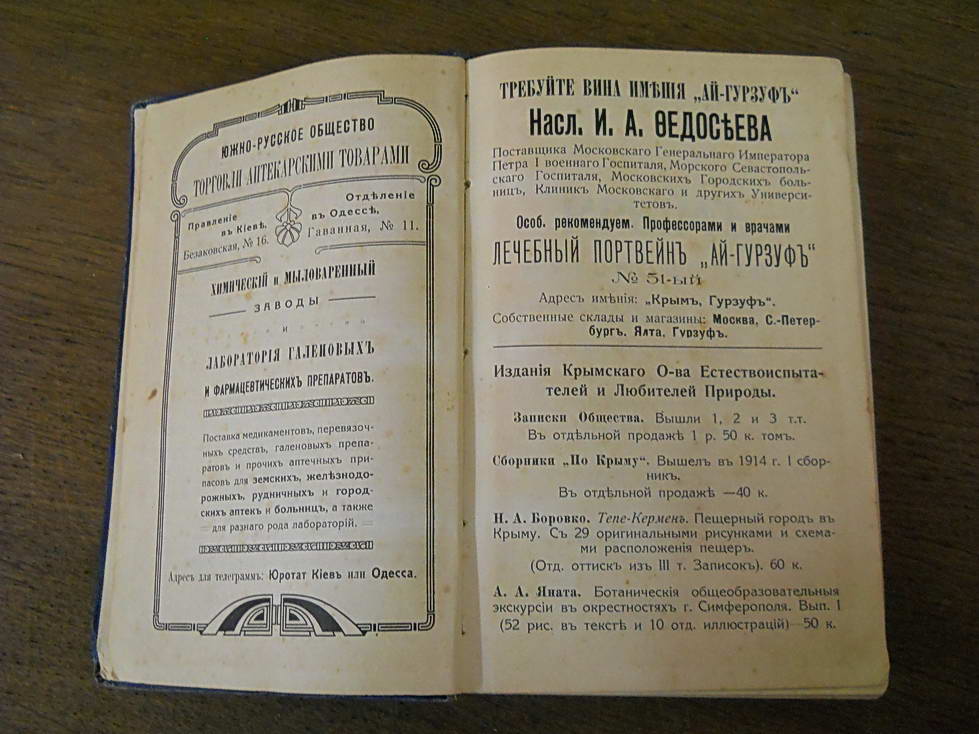 ЮЖНО-РУССКОЕ ОБЩЕСТВО
ТОРГОВЛИ АПТЕКАРСКИМИ ТОВАРАМИ
Правленіе
въ Кіевѣ,
Безаковская, № 16.
Отдѣленіе
въ Одессѣ,
Гаванная, № 11.
ХИМИЧЕСКІЙ и МЫЛОВАРЕННЫЙ
ЗАВОДЫ
и
ЛАБОРАТОРІЯ ГАЛЕНОВЫХЪ
И ФАРМАЦЕВТИЧЕСКИХЪ ПРЕПАРАТОВЪ.
Поставка медикаментовъ, перевязоч-
ныхъ средствъ, галеновыхъ препа-
ратовъ и прочихъ аптечныхъ при-
пасовъ для земскихъ, желѣзнодо-
рожныхъ, рудничныхъ и город-
скихъ аптекъ и больницъ, а также
для разнаго рода лабораторій.
Адресъ для телеграммъ: Юротат Кіевъ или Одесса.
ТРЕБУЙТЕ ВИНА ИМѢНІЯ „АЙ-ГУРЗУФЪ“
Насл. И. А. ѲЕДОСѢЕВА
Поставщика Московскаго Генеральнаго Императора
Петра I военнаго Госпиталя, Морского Севастополь-
скаго Госпиталя, Московскихъ Городскихъ боль-
ницъ, Клиникъ Московскаго и другихъ Универси-
тетовъ.
Особ. рекомендуем. Профессорами и врачами
ЛЕЧЕБНЫЙ ПОРТВЕЙНЪ „АЙ-ГУРЗУФЪ“
№ 51-ый
Адресъ имѣнія: „Крымъ, Гурзуфъ“.
Собственные склады и магазины: Москва, С.-Петер-
бургъ. Ялта, Гурзуфъ.
Изданія Крымскаго О-ва Естествоиспыта-
телей и Любителей Природы.
Записки Общества. Вышли 1, 2 и 3 т.т.
Въ отдѣльной продажѣ 1 р. 50 к. томъ.
Сборники „По Крыму“. Вышел въ 1914 г. I сбор-
никъ.
Въ отдѣльной продажѣ —40 к.
Н. А. Боровко. Тепе-Керменъ. Пещерный городъ въ
Крыму. Съ 29 оригинальными рисунками и схема-
ми расположенія пещеръ.
(Отд. оттиск изъ III т. Записок). 60 к.
А. А. Яната. Ботаническія общеобразовательныя
экскурсіи въ окрестностяхъ г. Симферополя. Вып. I
(52 рис. въ текстѣ и 10 отд. иллюстрацій)—50 к.